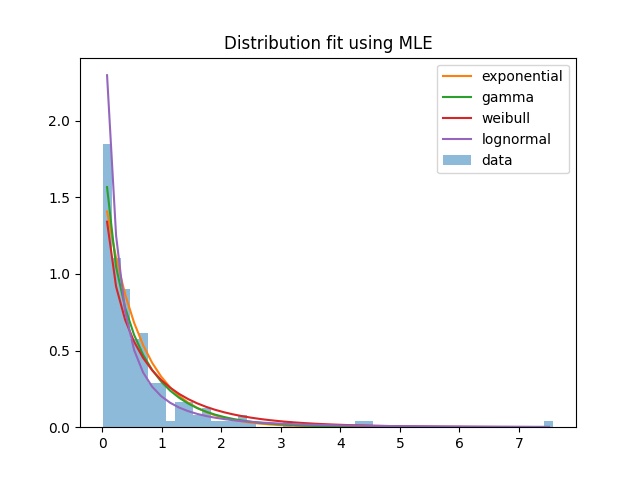 Distribution fit using MLE
exponential
gamma
weibull
lognormal
data
2.0
1.5
1.0
0.5
0.0
0 1 2 3 4 5 6 7